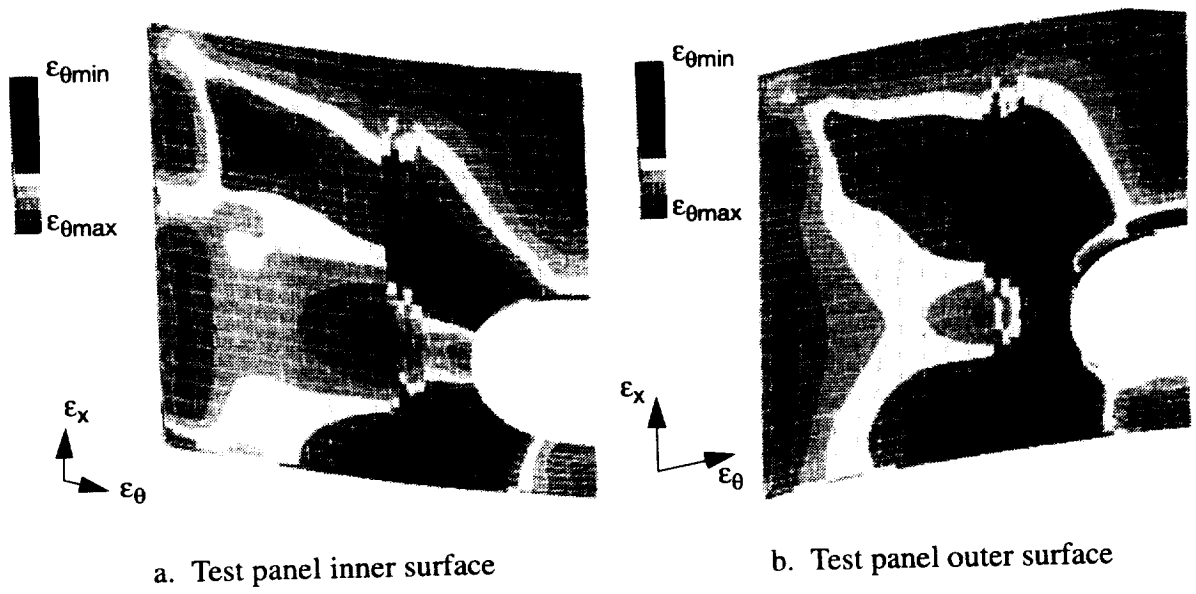 εθmin
εθmax
εx
εθ
a. Test panel inner surface
εθmin
εθmax
εx
εθ
b. Test panel outer surface